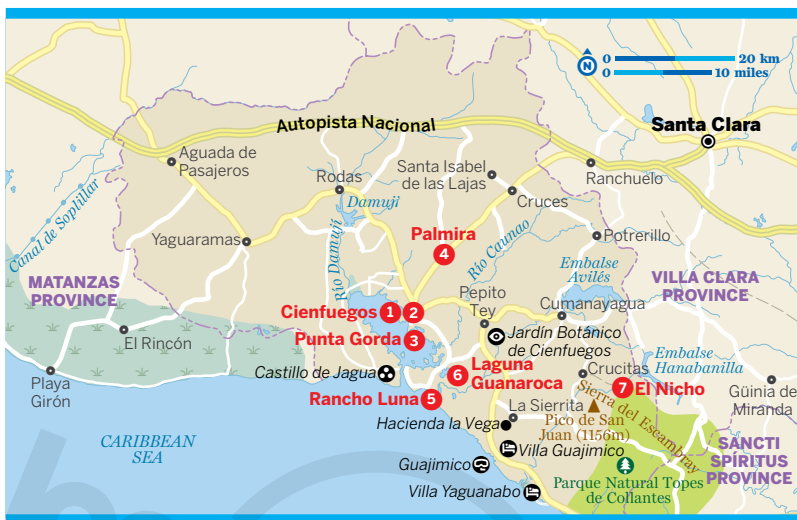 0 20 km
N
0 10 miles
Autopista Nacional
Santa Clara
Aguada de
Pasajeros
Rodas
Santa Isabel
de las Lajas
Ranchuelo
Canal de Soplillar
Damují
Cruces
Yaguaramas
Palmira
4
Río Caunao
Potrerillo
Río Damují
Embalse
Avilés
MATANZAS
PROVINCE
VILLA CLARA
PROVINCE
Pepito
Tey
Cumanayagua
Cienfuegos 1 2
El Rincón
Punta Gorda 3
Jardín Botánico
de Cienfuegos
Embalse
Hanabanilla
Castillo de Jagua
6 Laguna
Guanaroca
Crucitas
Playa
Girón
7 El Nicho
Güinia de
Miranda
Rancho Luna 5
La Sierrita
Sierra del Escambray
Hacienda la Vega
Pico de San
Juan (1156m)
CARIBBEAN
SEA
Villa Guajimico
SANCTI
SPÍRITUS
PROVINCE
Guajimico
Villa Yaguanabo
Parque Natural Topes
de Collantes